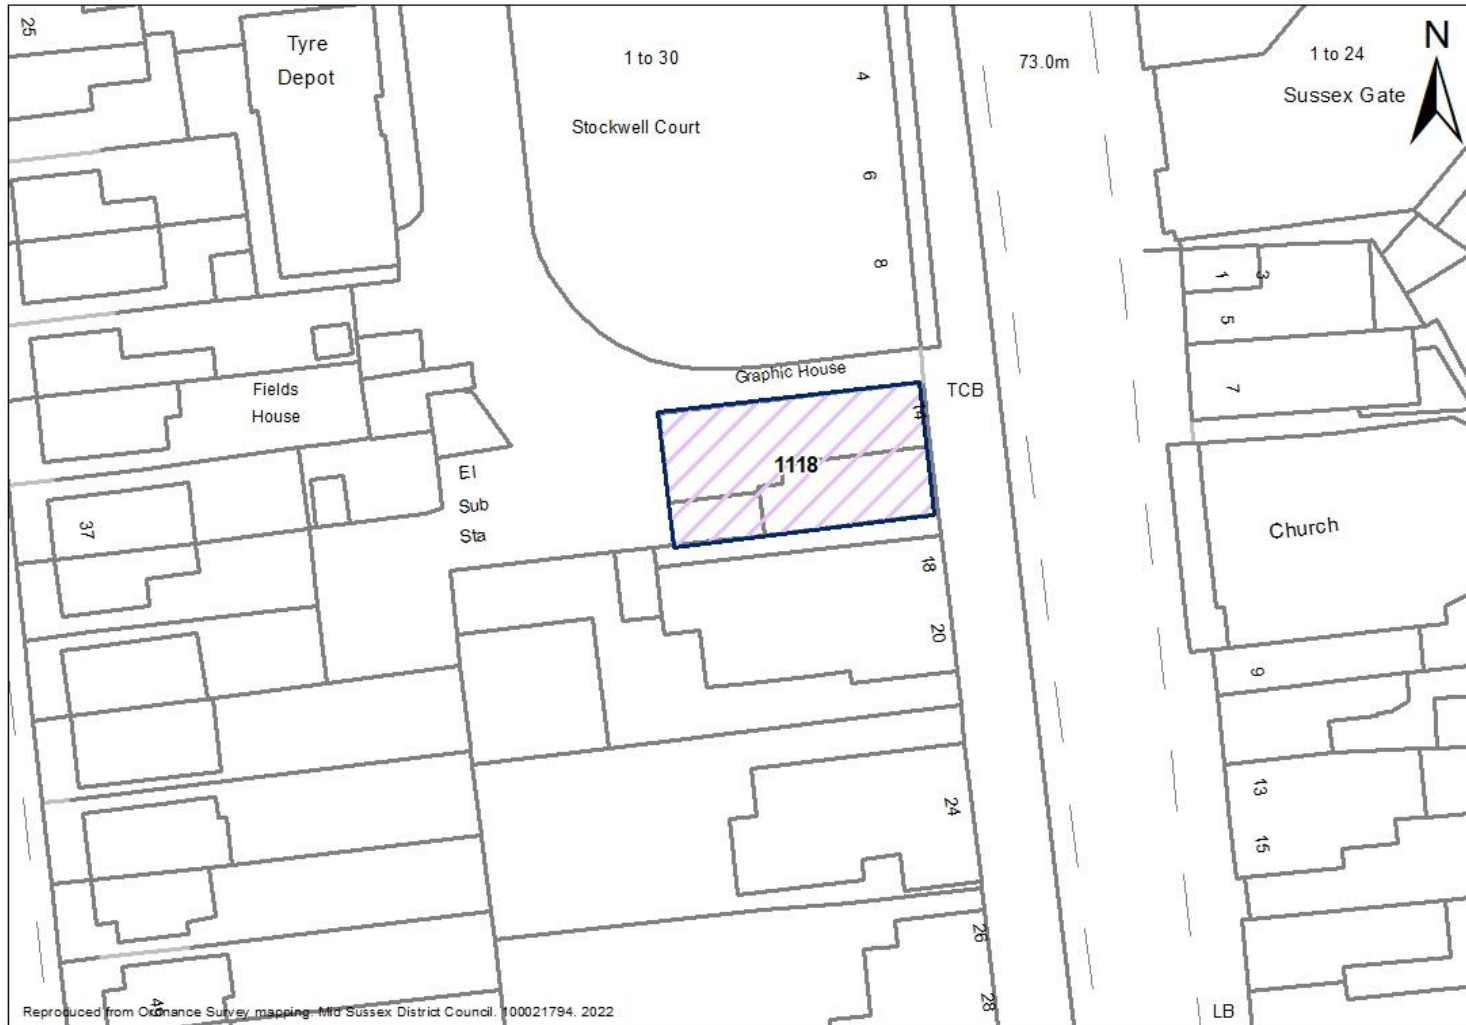 25
Tyre
Depot
1 to 30
Stockwell Court
4
6
8
73.0m
1 to 24
Sussex Gate
N
1
3
5
7
Graphic House
TCB
14
1118
Fields
House
El
Sub
Sta
37
18
20
Church
9
24
13
15
26
28
LB
49
Reproduced from Ordnance Survey mapping. Mid Sussex District Council. 100021794. 2022